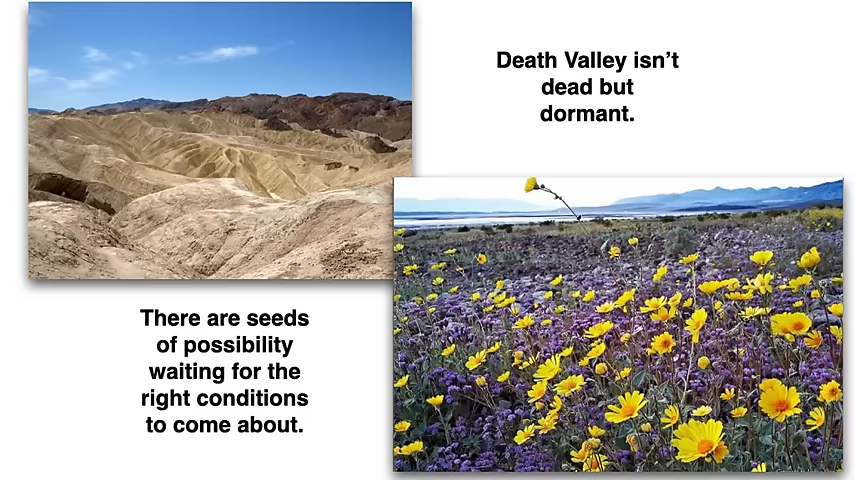 Death Valley isn’t
dead but
dormant.
There are seeds
of possibility
waiting for the
right conditions
to come about.